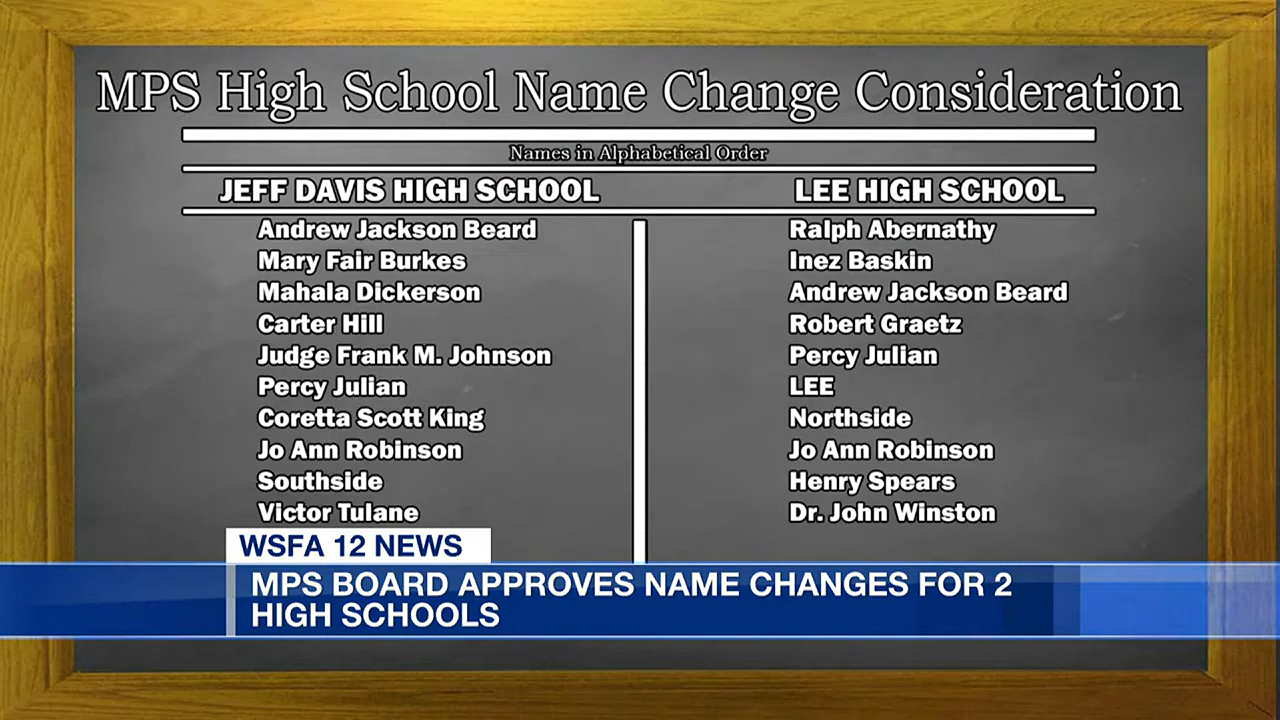 MPS High School Name Change Consideration
Names in Alphabetical Order
JEFF DAVIS HIGH SCHOOL
Andrew Jackson Beard
Mary Fair Burkes
Mahala Dickerson
Carter Hill
Judge Frank M. Johnson
Percy Julian
Coretta Scott King
Jo Ann Robinson
Southside
Victor Tulane
LEE HIGH SCHOOL
Ralph Abernathy
Inez Baskin
Andrew Jackson Beard
Robert Graetz
Percy Julian
LEE
Northside
Jo Ann Robinson
Henry Spears
Dr. John Winston
WSFA 12 NEWS
MPS BOARD APPROVES NAME CHANGES FOR 2
HIGH SCHOOLS